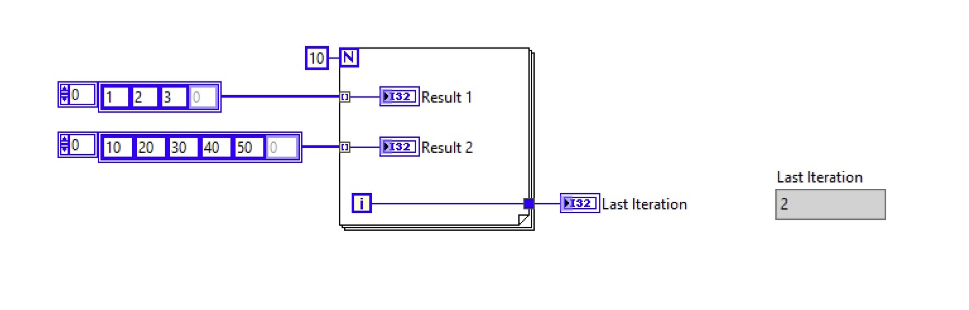 10 N
0 1 2 3 0
I32 Result 1
0 10 20 30 40 50 0
I32 Result 2
Last Iteration
i I32 Last Iteration
2